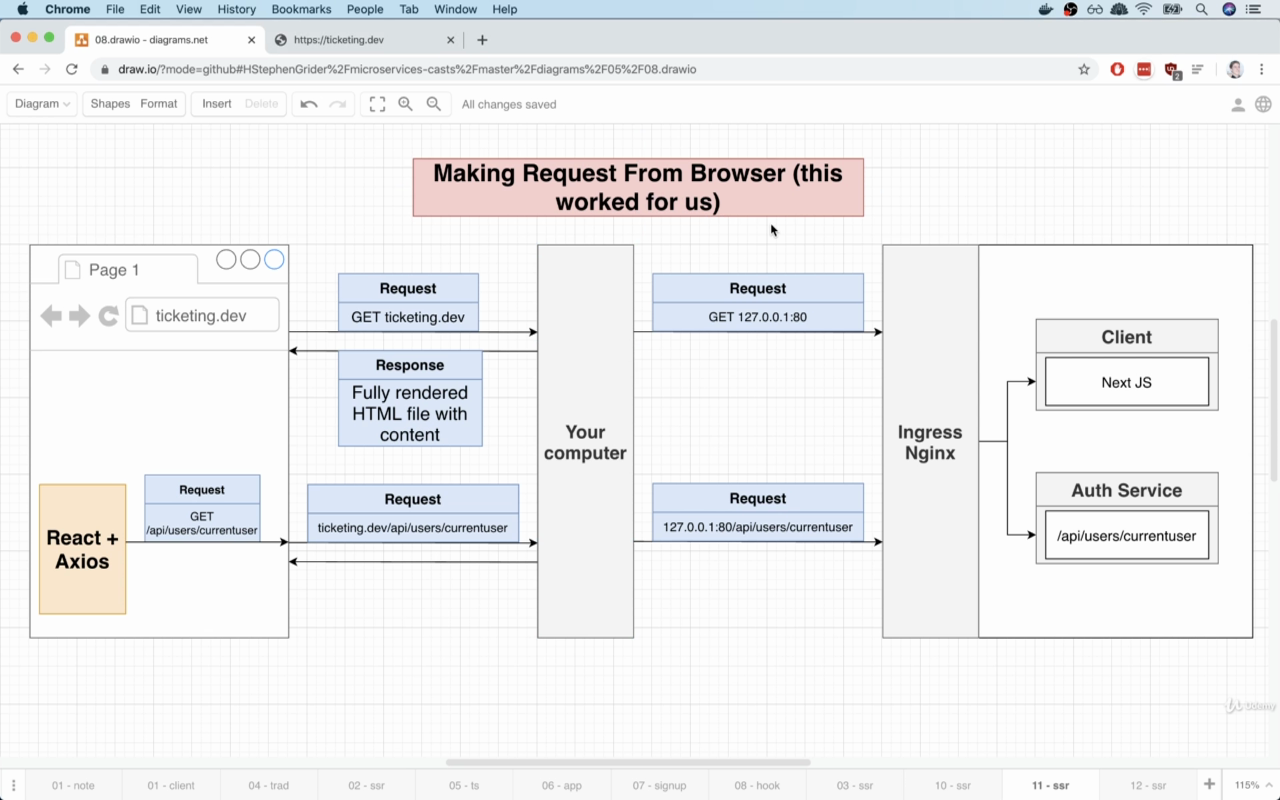 Chrome File Edit View History Bookmarks People Tab Window Help
08.drawio - diagrams.net
https://ticketing.dev
draw.io/?mode=github#HStephenGrider%2Fmicroservices-casts%2Fmaster%2Fdiagrams%2F05%2F08.drawio
2
Diagram Shapes Format Insert Delete All changes saved
Making Request From Browser (this
worked for us)
Page 1
ticketing.dev
Request
GET ticketing.dev
Response
Fully rendered
HTML file with
content
Request
GET 127.0.0.1:80
Your
computer
Ingress
Nginx
Client
Next JS
React +
Axios
Request
GET
/api/users/currentuser
Request
ticketing.dev/api/users/currentuser
Request
127.0.0.1:80/api/users/currentuser
Auth Service
/api/users/currentuser
Udemy
01 - note 01 - client 04 - trad 02 - ssr 05 - ts 06 - app 07 - signup 08 - hook 03 - ssr 10 - ssr 11 - ssr 12 - ssr 115%